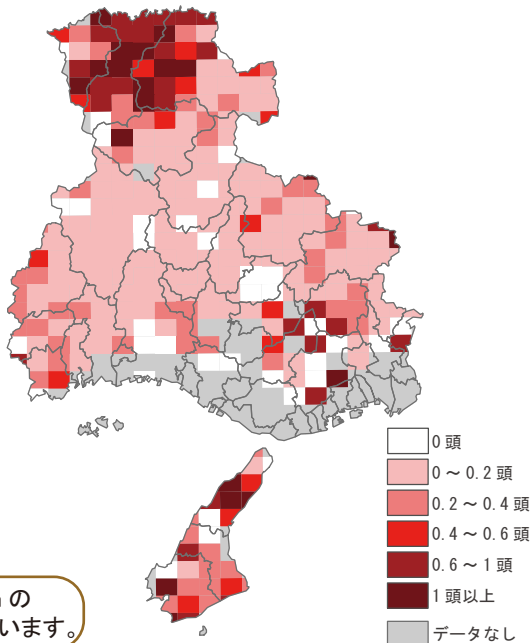 0 頭
0 ~ 0.2 頭
0.2 ~ 0.4 頭
0.4 ~ 0.6 頭
0.6 ~ 1 頭
1 頭以上
データなし
の
います。